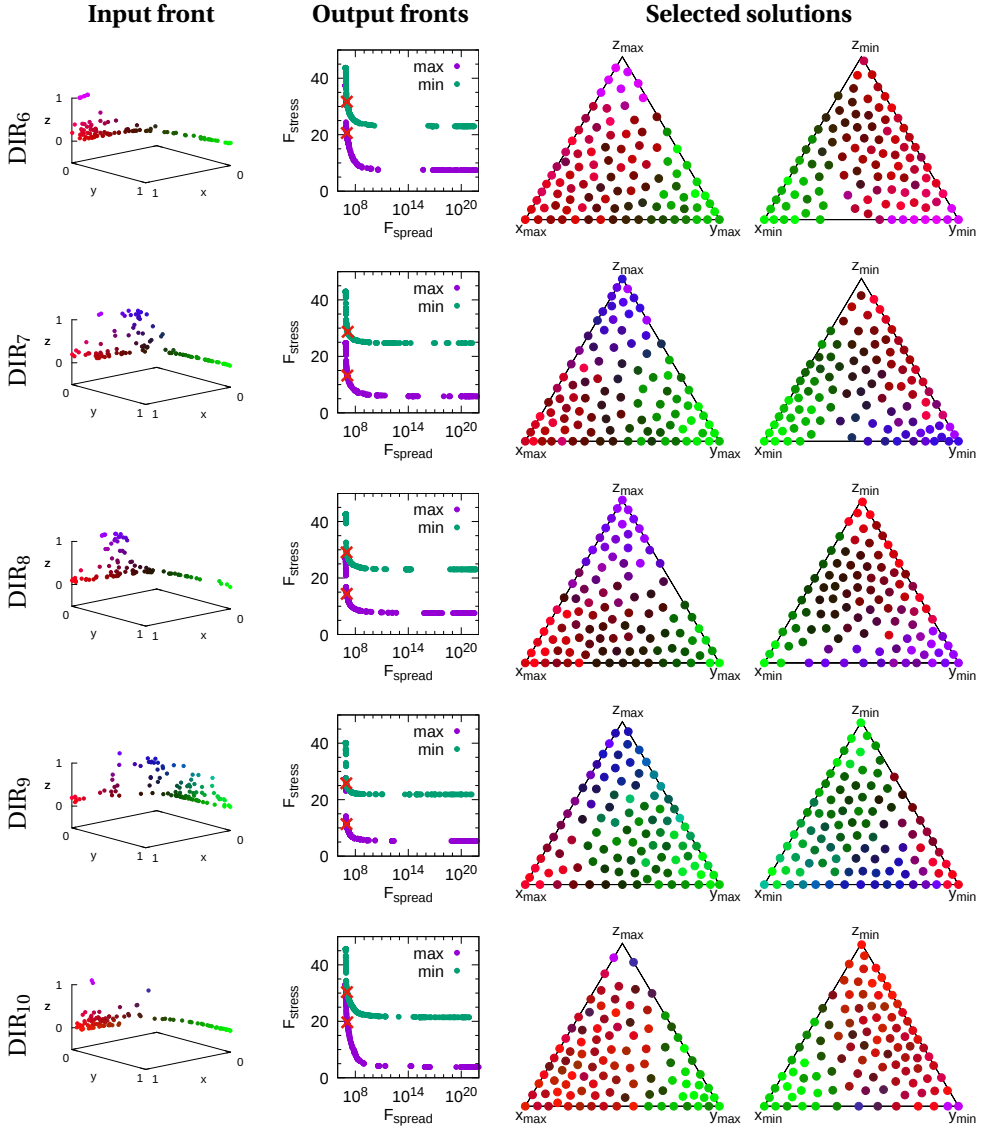 Input front Output fronts Selected solutions
DIR6
1
z
0
0
y
1
1
x
0
40
20
0
Fstress
max
min
10^8 10^14 10^20
Fspread
zmax
xmax ymax
zmin
xmin ymin
DIR7
1
z
0
0
y
1
1
x
0
40
20
0
Fstress
max
min
10^8 10^14 10^20
Fspread
zmax
xmax ymax
zmin
xmin ymin
DIR8
1
z
0
0
y
1
1
x
0
40
20
0
Fstress
max
min
10^8 10^14 10^20
Fspread
zmax
xmax ymax
zmin
xmin ymin
DIR9
1
z
0
0
y
1
1
x
0
40
20
0
Fstress
max
min
10^8 10^14 10^20
Fspread
zmax
xmax ymax
zmin
xmin ymin
DIR10
1
z
0
0
y
1
1
x
0
40
20
0
Fstress
max
min
10^8 10^14 10^20
Fspread
zmax
xmax ymax
zmin
xmin ymin